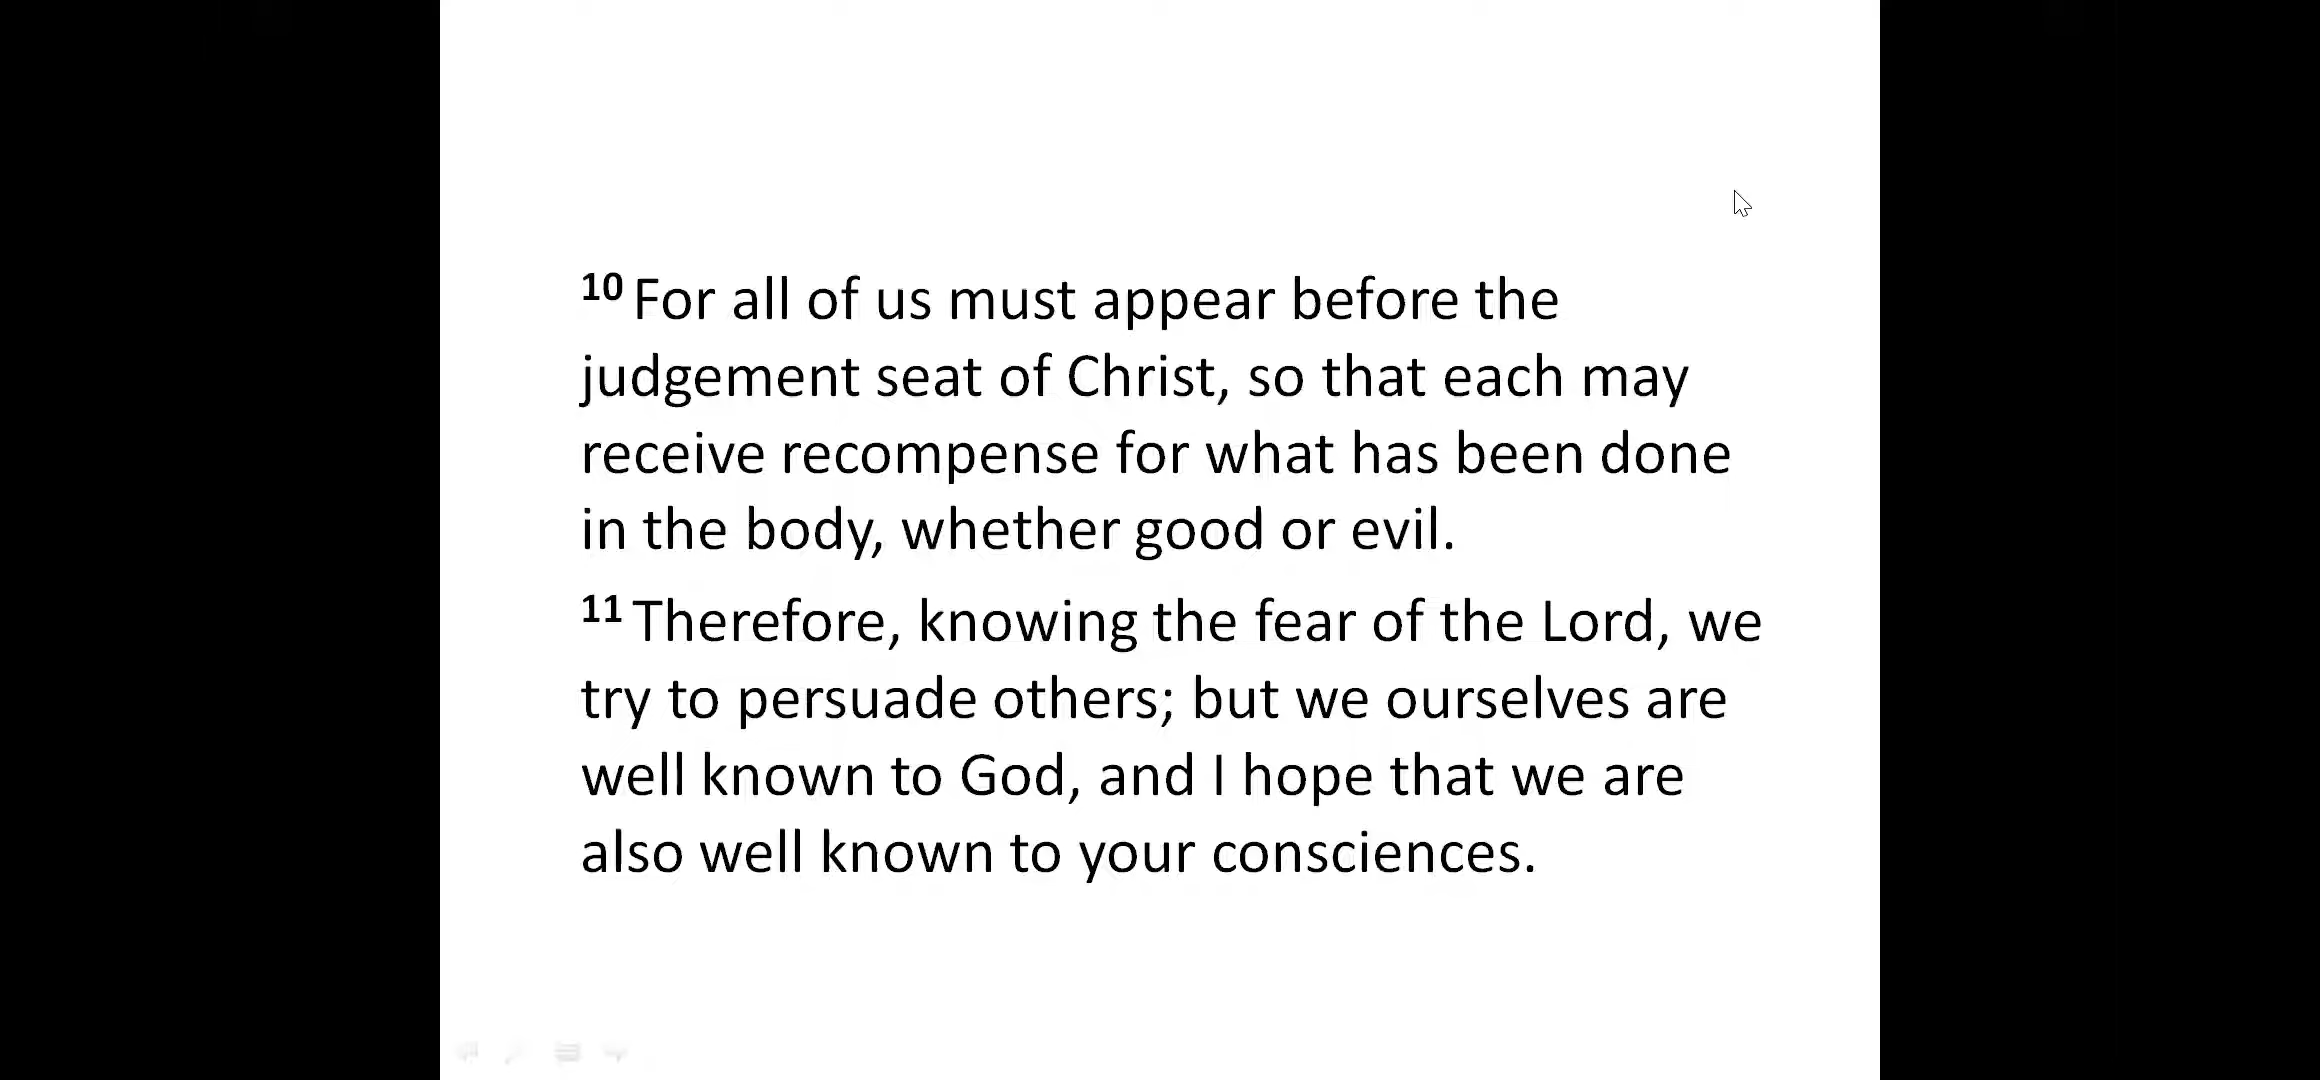 10 For all of us must appear before the
judgement seat of Christ, so that each may
receive recompense for what has been done
in the body, whether good or evil.
11 Therefore, knowing the fear of the Lord, we
try to persuade others; but we ourselves are
well known to God, and I hope that we are
also well known to your consciences.